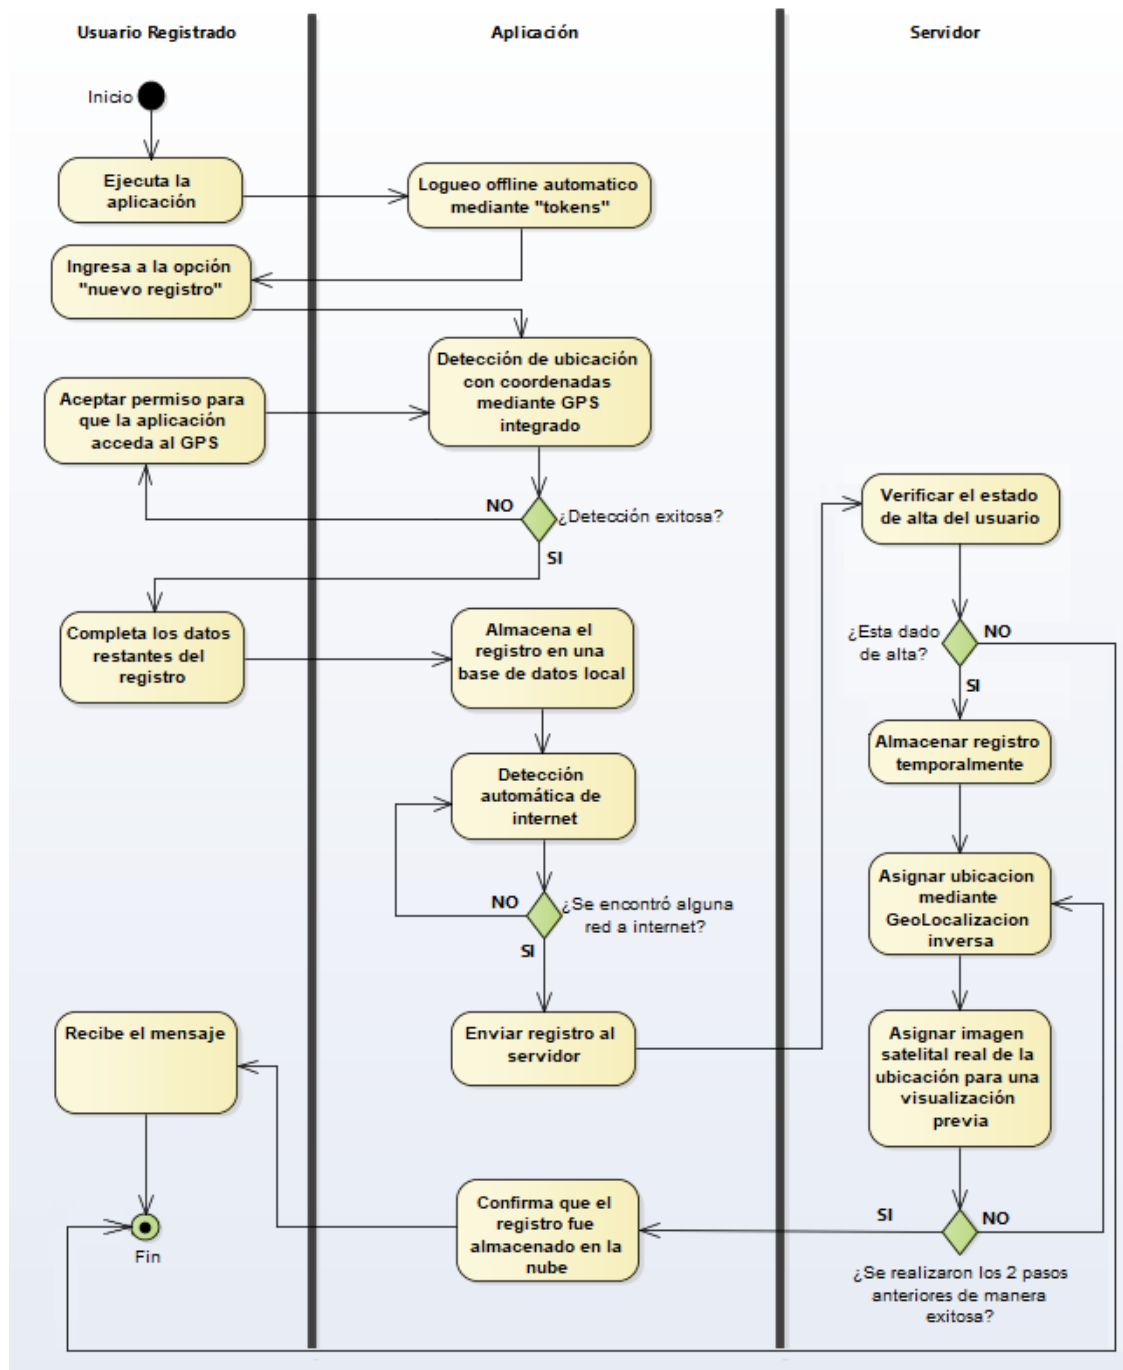 Usuario Registrado
Aplicación
Servidor
Inicio
Ejecuta la
aplicación
Logueo offline automatico
mediante "tokens"
Ingresa a la opción
"nuevo registro"
Detección de ubicación
con coordenadas
mediante GPS
integrado
Aceptar permiso para
que la aplicación
acceda al GPS
NO
¿Detección exitosa?
SI
Verificar el estado
de alta del usuario
¿Esta dado
de alta?
NO
SI
Completa los datos
restantes del
registro
Almacena el
registro en una
base de datos local
Almacenar registro
temporalmente
Detección
automática de
internet
NO
¿Se encontró alguna
red a internet?
SI
Asignar ubicacion
mediante
GeoLocalizacion
inversa
Recibe el mensaje
Enviar registro al
servidor
Asignar imagen
satelital real de la
ubicación para una
visualización
previa
Confirma que el
registro fue
almacenado en la
nube
SI
NO
¿Se realizaron los 2 pasos
anteriores de manera
exitosa?
Fin